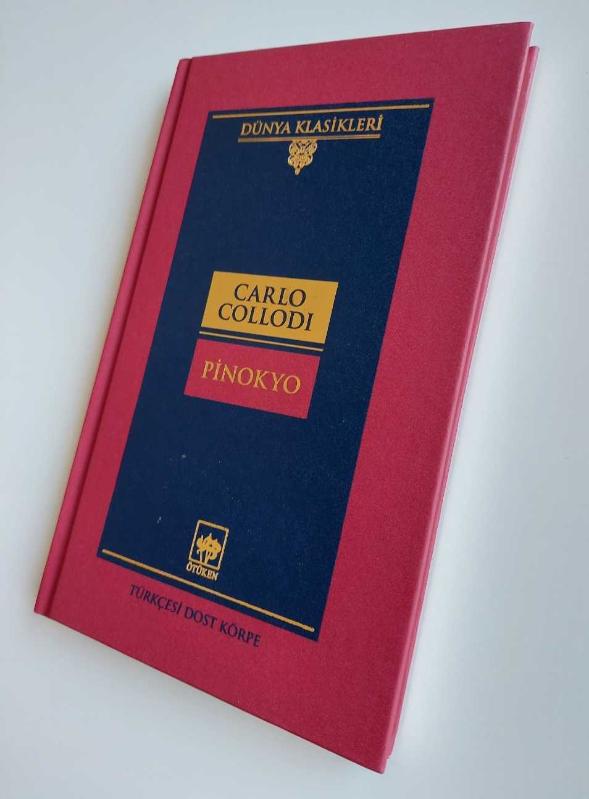 DÜNYA KLASİKLERİ
CARLO
COLLODI
PİNOKYO
ÖTÜKEN
TÜRKÇESİ DOST KÖRPE